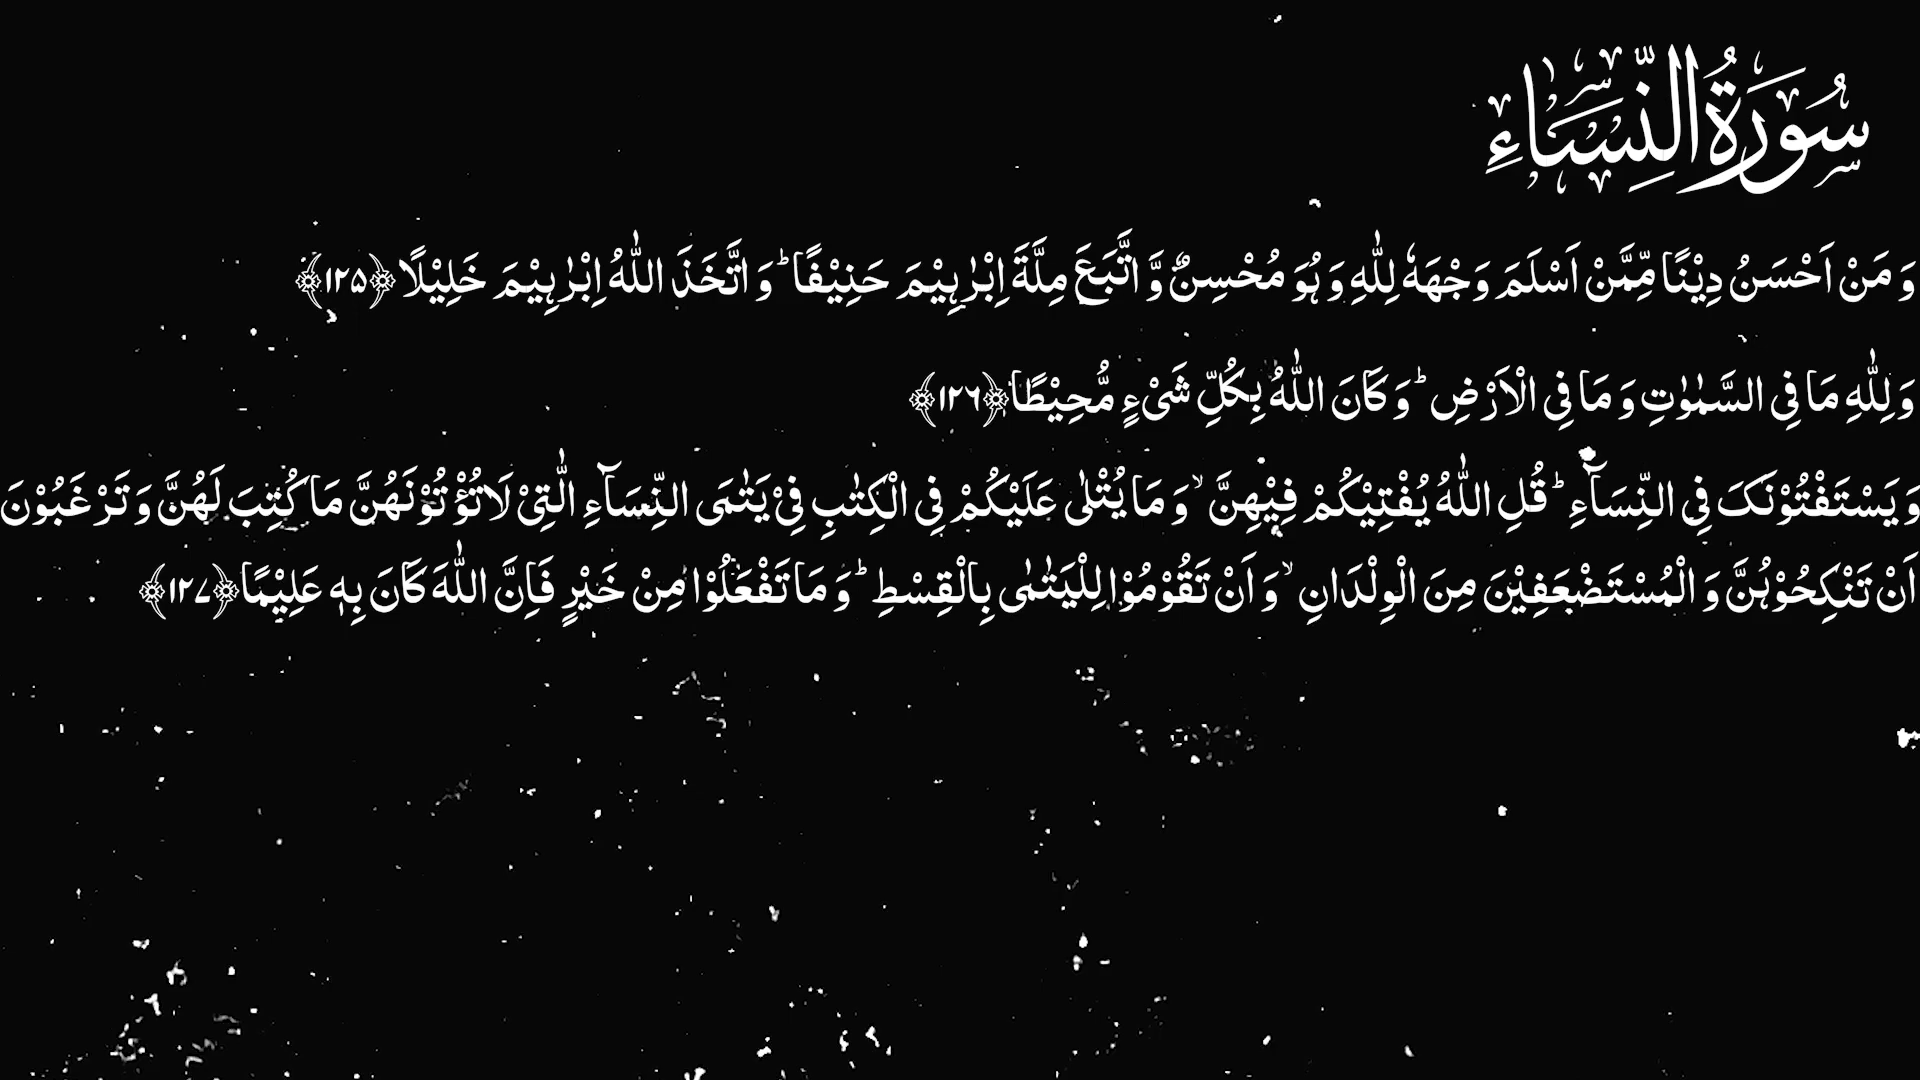 سُورَةُ النِّسَاءِ
وَ مَنْ اَحْسَنُ دِیْنًا مِّمَّنْ اَسْلَمَ وَجْهَهٗ لِلّٰهِ وَ هُوَ مُحْسِنٌ وَّ اتَّبَعَ مِلَّةَ اِبْرٰهِیْمَ حَنِیْفًا ؕ وَ اتَّخَذَ اللّٰهُ اِبْرٰهِیْمَ خَلِیْلًا ﴿۱۲۵﴾
وَ لِلّٰهِ مَا فِی السَّمٰوٰتِ وَ مَا فِی الْاَرْضِ ؕ وَ کَانَ اللّٰهُ بِکُلِّ شَیْءٍ مُّحِیْطًا ﴿۱۲۶﴾
وَ یَسْتَفْتُوْنَکَ فِی النِّسَآءِ ؕ قُلِ اللّٰهُ یُفْتِیْکُمْ فِیْهِنَّ ۙ وَ مَا یُتْلٰی عَلَیْکُمْ فِی الْکِتٰبِ فِیْ یَتٰمَی النِّسَآءِ الّٰتِیْ لَا تُؤْتُوْنَهُنَّ مَا کُتِبَ لَهُنَّ وَ تَرْغَبُوْنَ
اَنْ تَنْکِحُوْهُنَّ وَ الْمُسْتَضْعَفِیْنَ مِنَ الْوِلْدَانِ ۙ وَ اَنْ تَقُوْمُوْا لِلْیَتٰمٰی بِالْقِسْطِ ؕ وَ مَا تَفْعَلُوْا مِنْ خَیْرٍ فَاِنَّ اللّٰهَ کَانَ بِهٖ عَلِیْمًا ﴿۱۲۷﴾